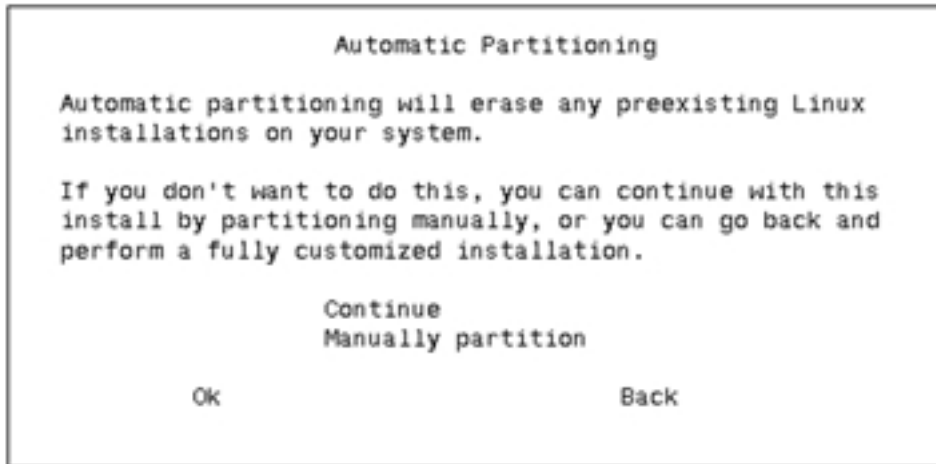 Automatic Partitioning
Automatic partitioning will erase any preexisting Linux
installations on your system.
If you don't want to do this, you can continue with this
install by partitioning manually, or you can go back and
perform a fully customized installation.
Continue
Manually partition
Ok Back